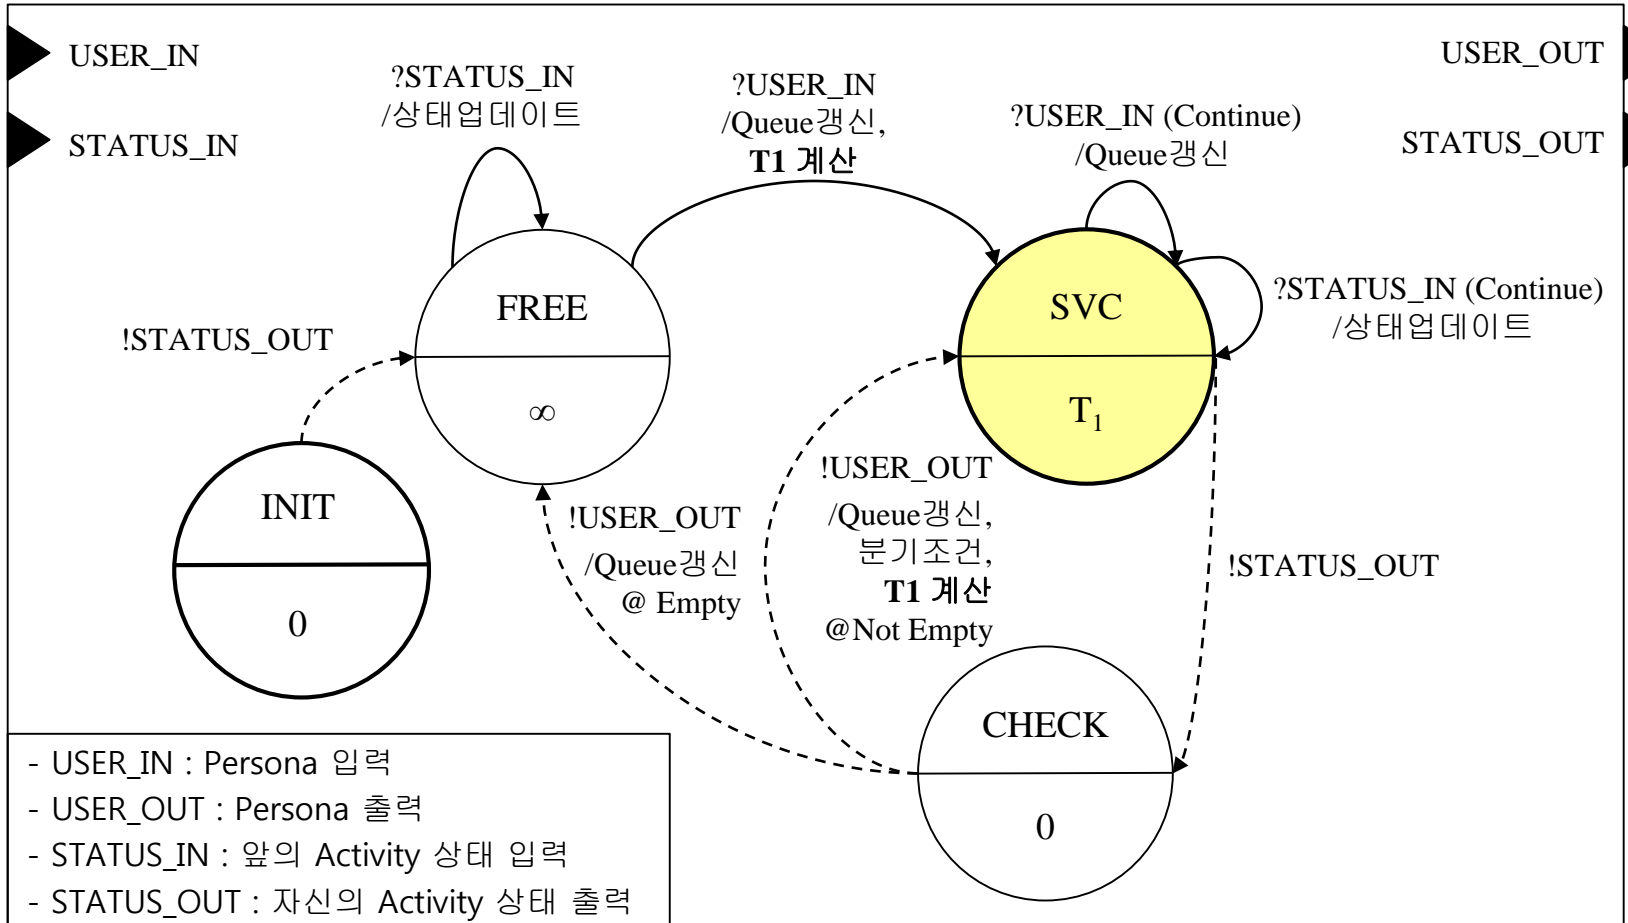 USER_IN
STATUS_IN
USER_OUT
STATUS_OUT
?STATUS_IN
/상태업데이트
?USER_IN
/Queue갱신,
T1 계산
?USER_IN (Continue)
/Queue갱신
?STATUS_IN (Continue)
/상태업데이트
FREE
∞
SVC
T1
!STATUS_OUT
INIT
0
!USER_OUT
/Queue갱신
@ Empty
!USER_OUT
/Queue갱신,
분기조건,
T1 계산
@Not Empty
!STATUS_OUT
CHECK
0
- USER_IN : Persona 입력
- USER_OUT : Persona 출력
- STATUS_IN : 앞의 Activity 상태 입력
- STATUS_OUT : 자신의 Activity 상태 출력